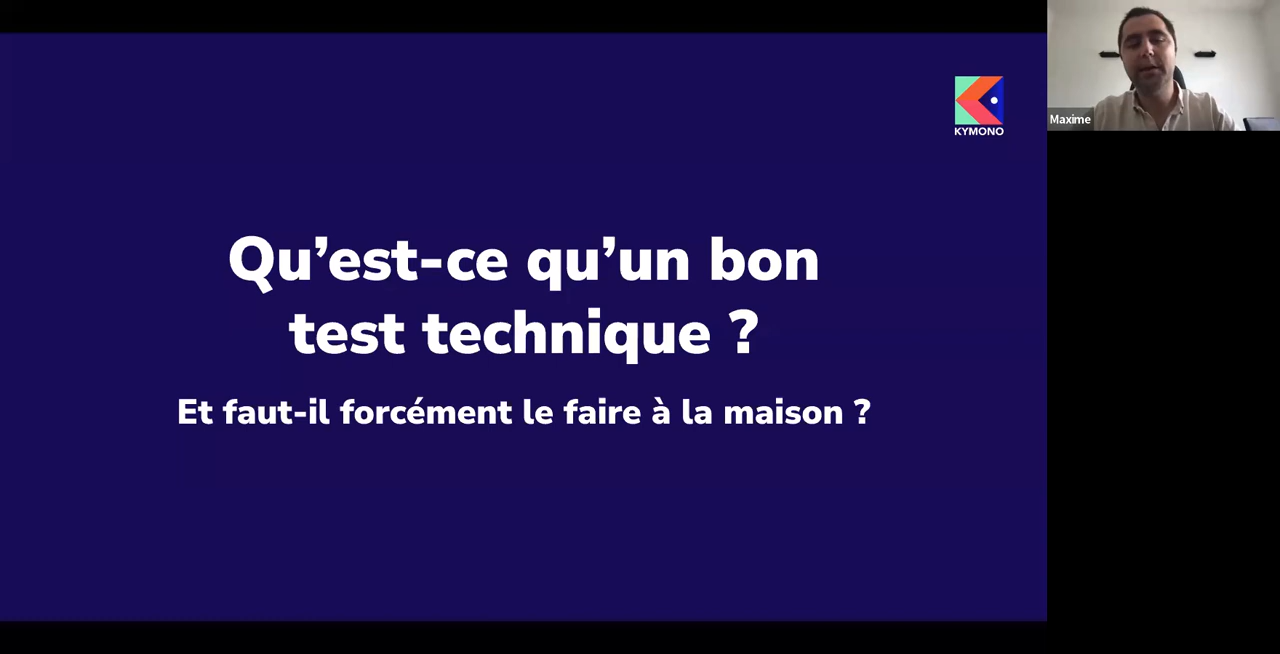 KYMONO
Maxime
Qu’est-ce qu’un bon
test technique ?
Et faut-il forcément le faire à la maison ?